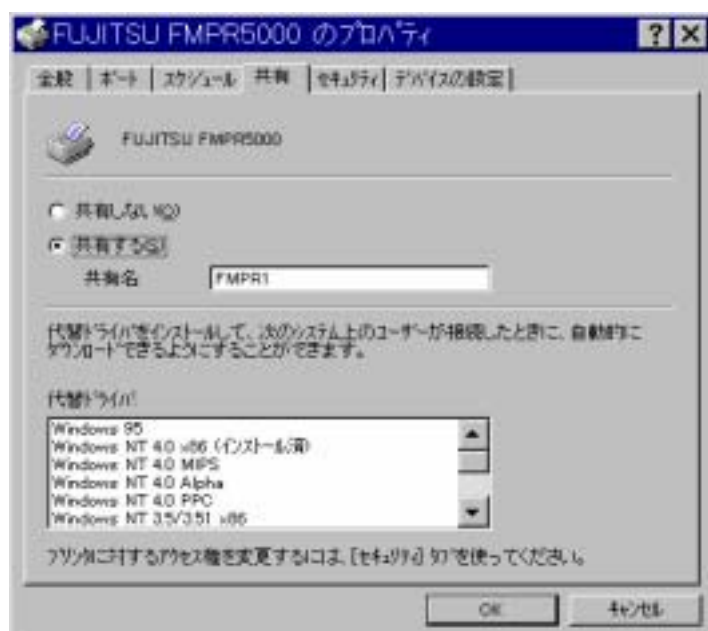 FUJITSU FMPR5000 のプロパティ
全般 ポート スケジュール 共有 セキュリティ デバイスの設定
FUJITSU FMPR5000
共有しない(O)
共有する(S)
共有名 FMPR1
代替ドライバをインストールして、次のシステム上のユーザーが接続したときに、自動的に
ダウンロードできるようにすることができます。
代替ドライバ:
Windows 95
Windows NT 4.0 x86 (インストール済)
Windows NT 4.0 MIPS
Windows NT 4.0 Alpha
Windows NT 4.0 PPC
Windows NT 3.5/3.51 x86
プリンタに対するアクセス権を変更するには、[セキュリティ] タブを使ってください。
OK キャンセル